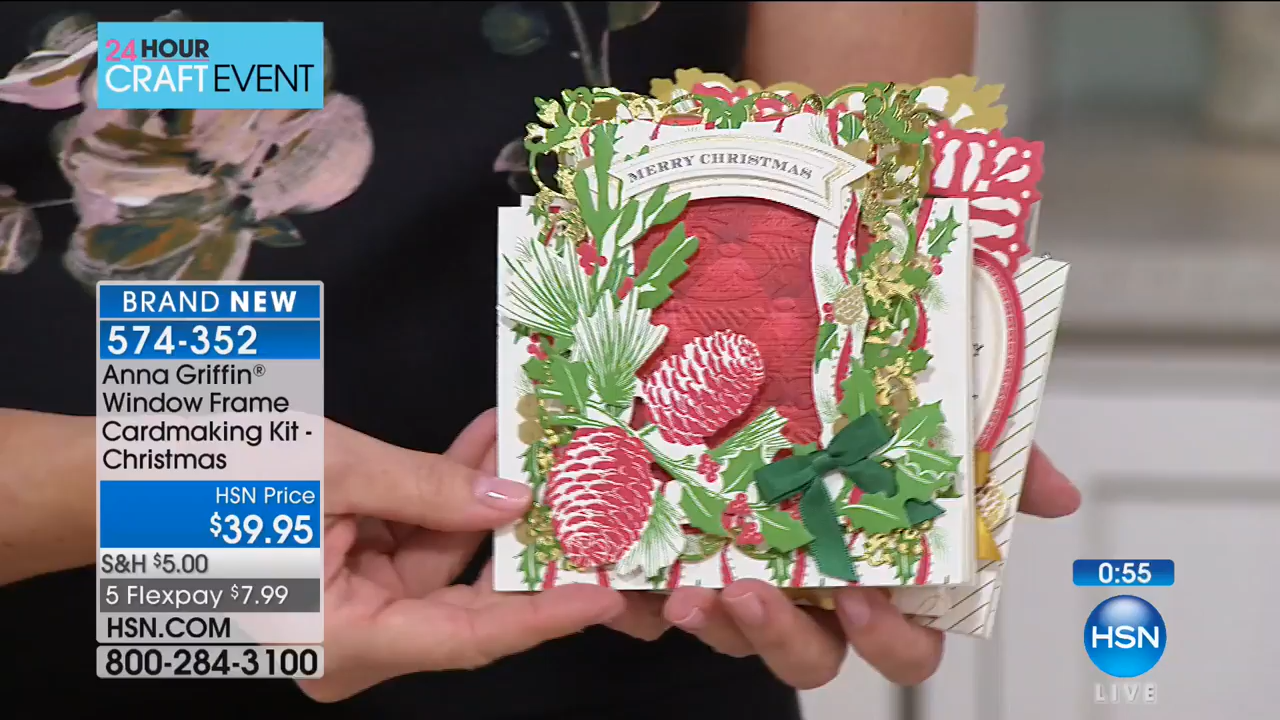 24 HOUR
CRAFT EVENT
BRAND NEW
574-352
Anna Griffin®
Window Frame
Cardmaking Kit -
Christmas
HSN Price
$39.95
S&H $5.00
5 Flexpay $7.99
HSN.COM
800-284-3100
MERRY CHRISTMAS
0:55
HSN
LIVE